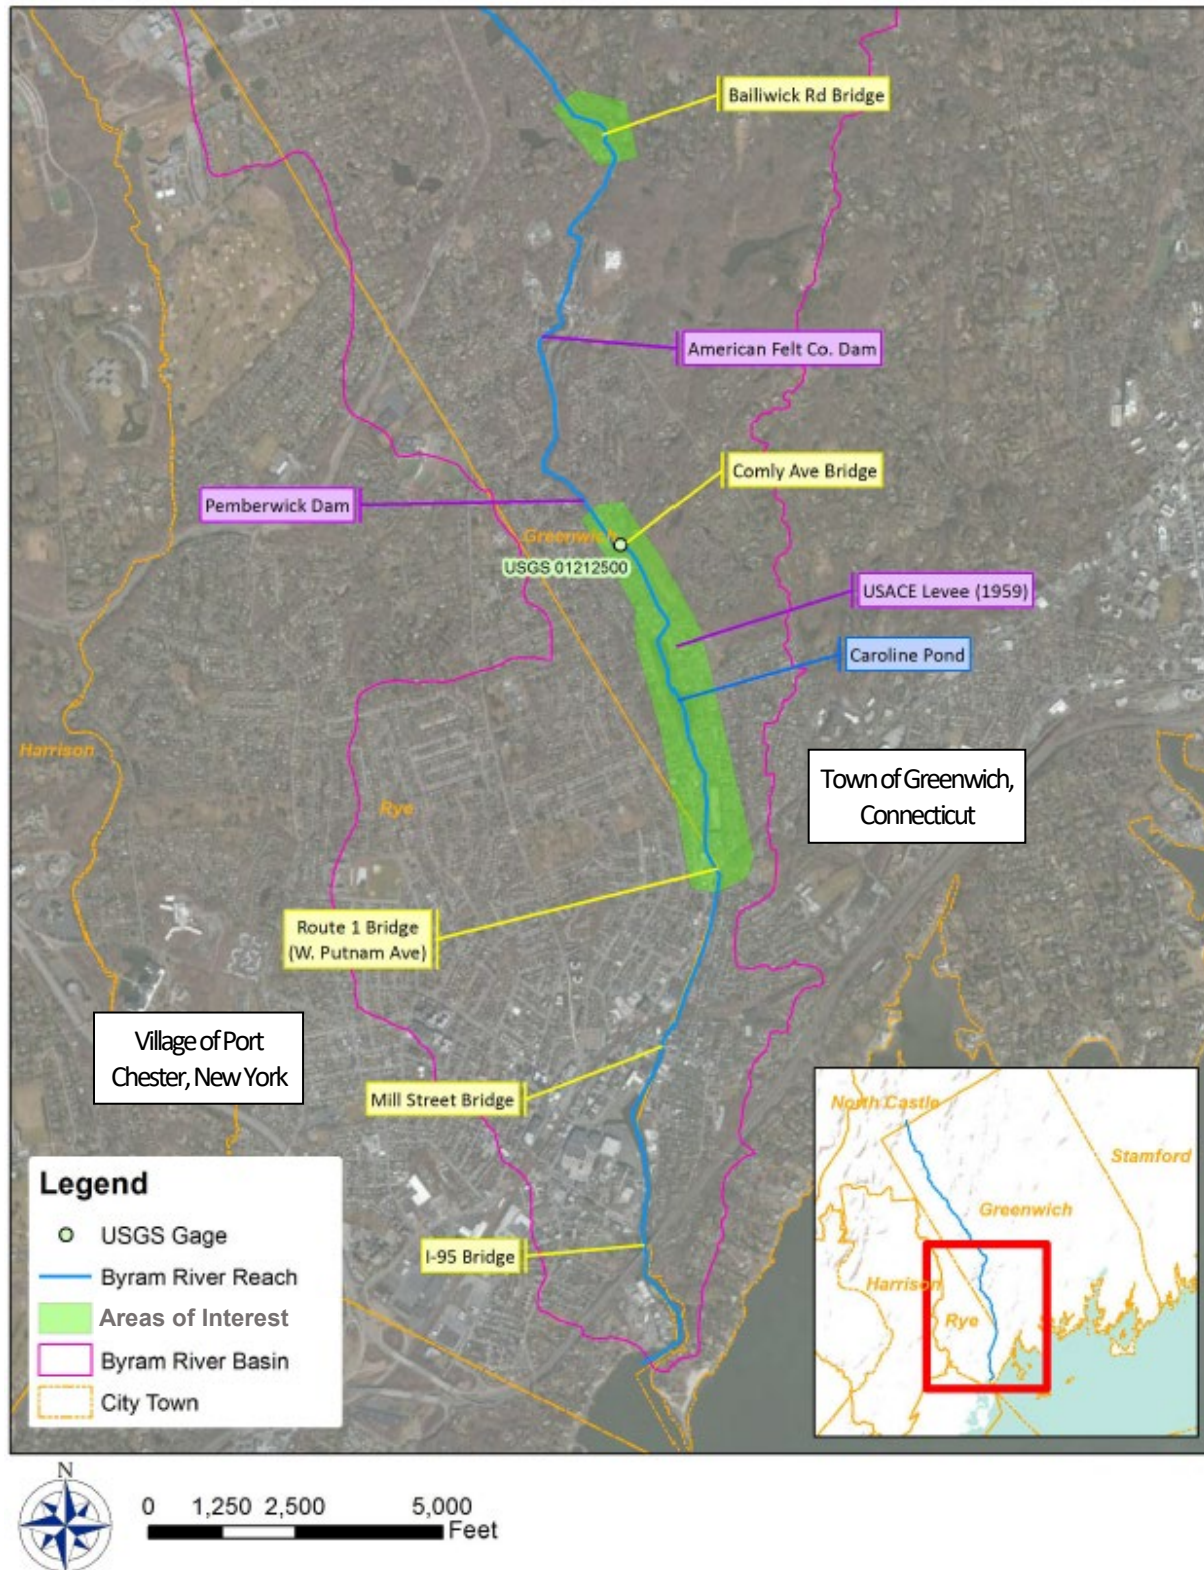 Bailiwick Rd Bridge
American Felt Co. Dam
Comly Ave Bridge
Pemberwick Dam
Greenwich
USGS 01212500
USACE Levee (1959)
Caroline Pond
Harrison
Town of Greenwich,
Connecticut
Rye
Route 1 Bridge
(W. Putnam Ave)
Village of Port
Chester, New York
Mill Street Bridge
I-95 Bridge
North Castle
Stamford
Greenwich
Harrison
Rye
Legend
USGS Gage
Byram River Reach
Areas of Interest
Byram River Basin
City Town
N
0 1,250 2,500 5,000
Feet